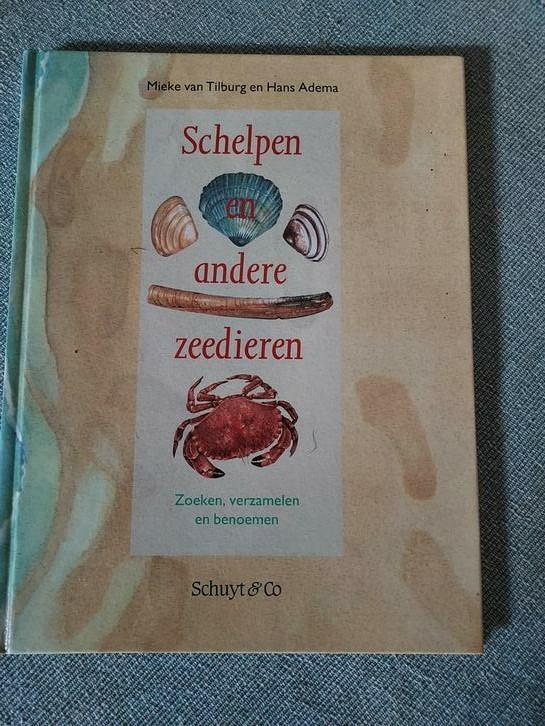 Mieke van Tilburg en Hans Adema
Schelpen
en
andere
zeedieren
Zoeken, verzamelen
en benoemen
Schuyt & Co